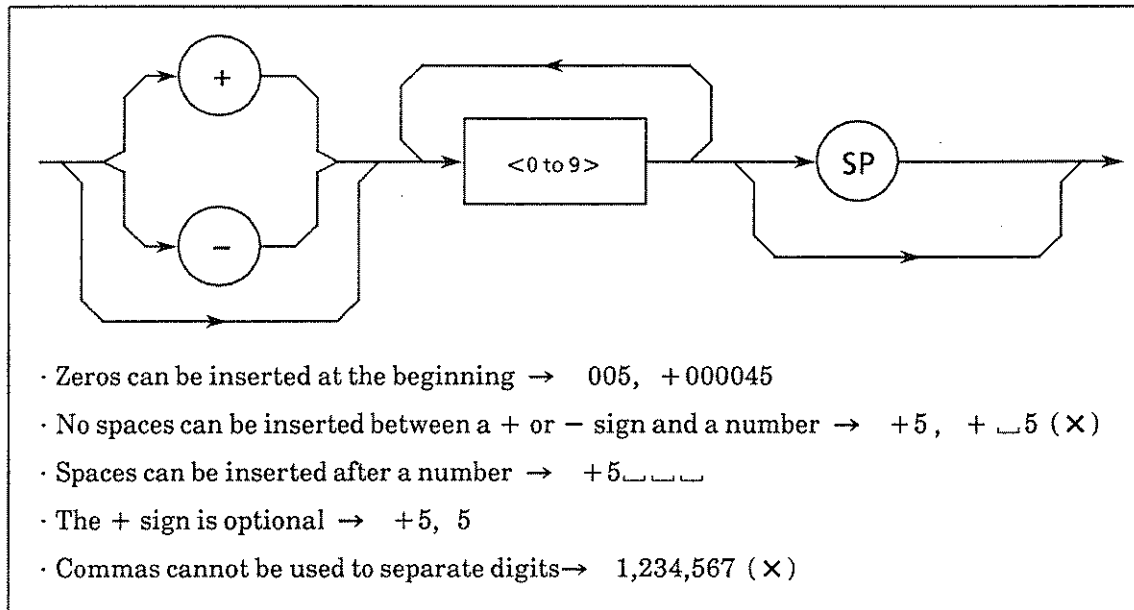 +
<0 to 9>
SP
-
· Zeros can be inserted at the beginning → 005, +000045
· No spaces can be inserted between a + or − sign and a number → +5, + ⎵5 (×)
· Spaces can be inserted after a number → +5⎵⎵⎵
· The + sign is optional → +5, 5
· Commas cannot be used to separate digits→ 1,234,567 (×)